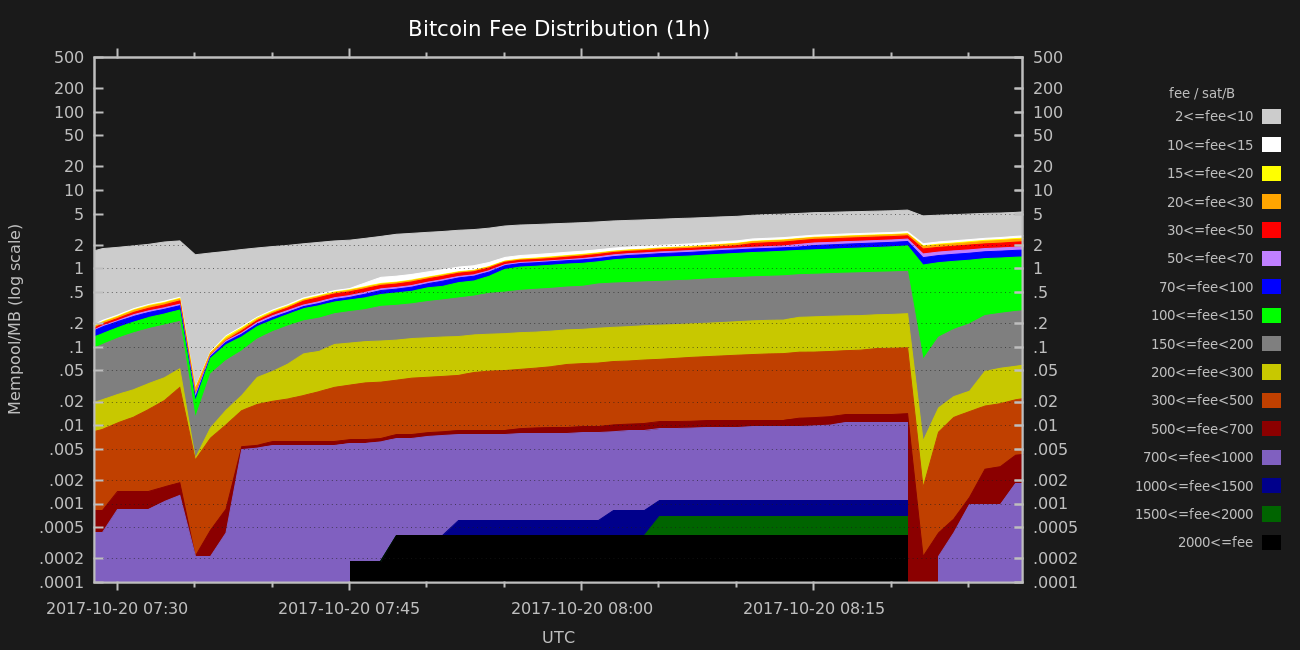 Bitcoin Fee Distribution (1h)
500
200
100
50
20
10
5
2
1
.5
.2
.1
.05
.02
.01
.005
.002
.001
.0005
.0002
.0001
Mempool/MB (log scale)
500
200
100
50
20
10
5
2
1
.5
.2
.1
.05
.02
.01
.005
.002
.001
.0005
.0002
.0001
2017-10-20 07:30 2017-10-20 07:45 2017-10-20 08:00 2017-10-20 08:15
UTC
fee / sat/B
2<=fee<10
10<=fee<15
15<=fee<20
20<=fee<30
30<=fee<50
50<=fee<70
70<=fee<100
100<=fee<150
150<=fee<200
200<=fee<300
300<=fee<500
500<=fee<700
700<=fee<1000
1000<=fee<1500
1500<=fee<2000
2000<=fee